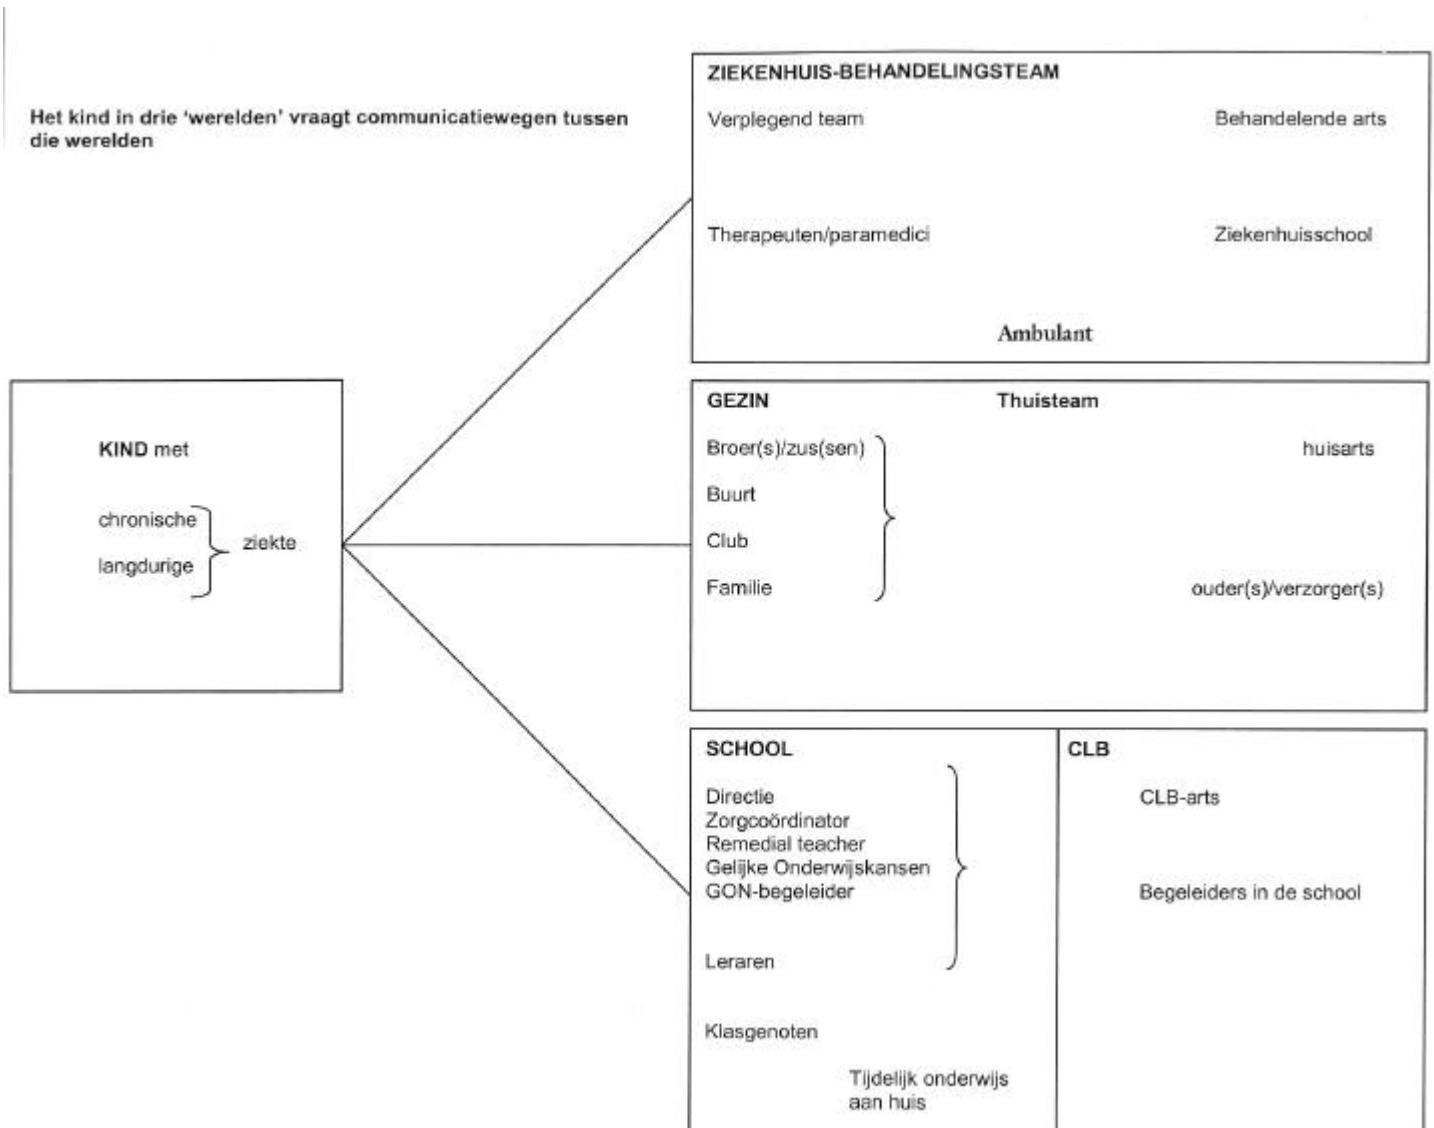 Het kind in drie 'werelden' vraagt communicatiewegen tussen
die werelden
ZIEKENHUIS-BEHANDELINGSTEAM
Verplegend team
Behandelende arts
Therapeuten/paramedici
Ziekenhuisschool
Ambulant
KIND met
chronische
langdurige
ziekte
GEZIN
Thuisteam
Broer(s)/zus(sen)
huisarts
Buurt
Club
Familie
ouder(s)/verzorger(s)
SCHOOL
Directie
Zorgcoördinator
Remedial teacher
Gelijke Onderwijskansen
GON-begeleider
Leraren
Klasgenoten
Tijdelijk onderwijs
aan huis
CLB
CLB-arts
Begeleiders in de school